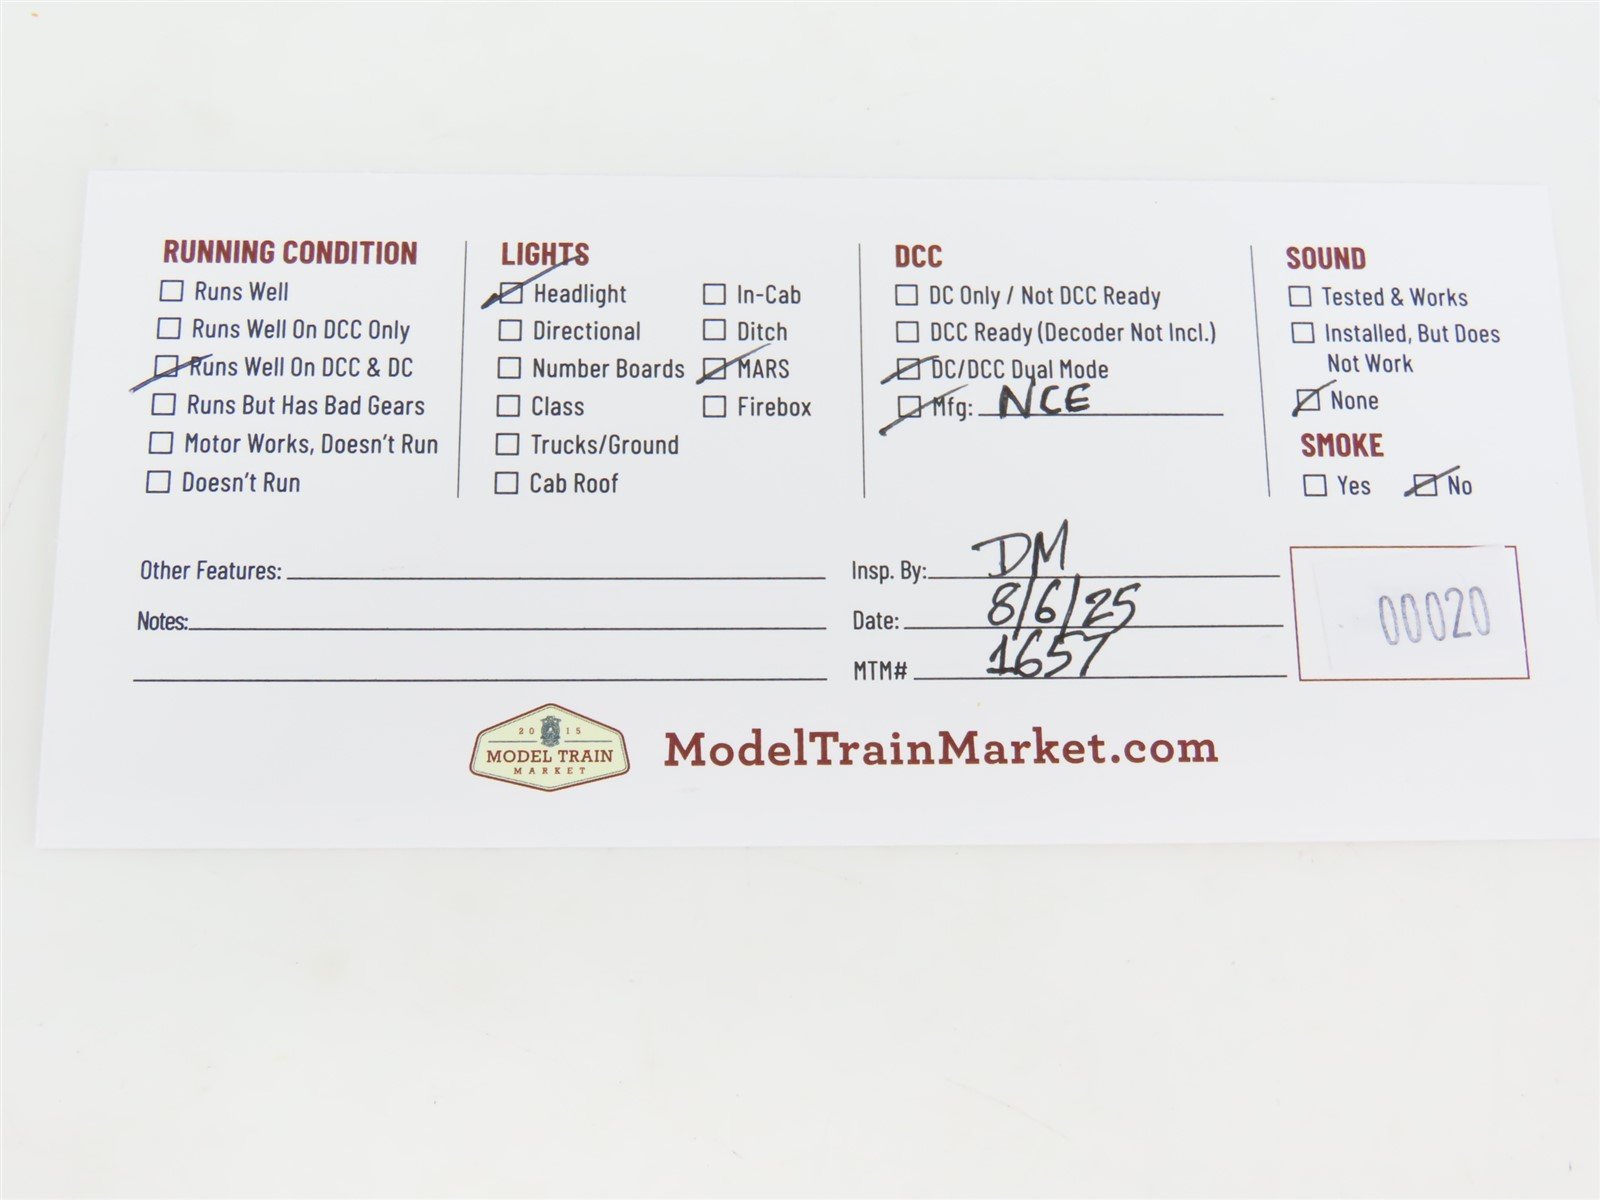 RUNNING CONDITION
Runs Well
Runs Well On DCC Only
Runs Well On DCC & DC
Runs But Has Bad Gears
Motor Works, Doesn't Run
Doesn't Run
LIGHTS
Headlight
Directional
Number Boards
Class
Trucks/Ground
Cab Roof
In-Cab
Ditch
MARS
Firebox
DCC
DC Only / Not DCC Ready
DCC Ready (Decoder Not Incl.)
DC/DCC Dual Mode
Mfg: NCE
SOUND
Tested & Works
Installed, But Does
Not Work
None
SMOKE
Yes No
Other Features:
Notes:
Insp. By: DM
Date: 8/6/25
MTM# 1657
00020
2015
MODEL TRAIN
MARKET
ModelTrainMarket.com